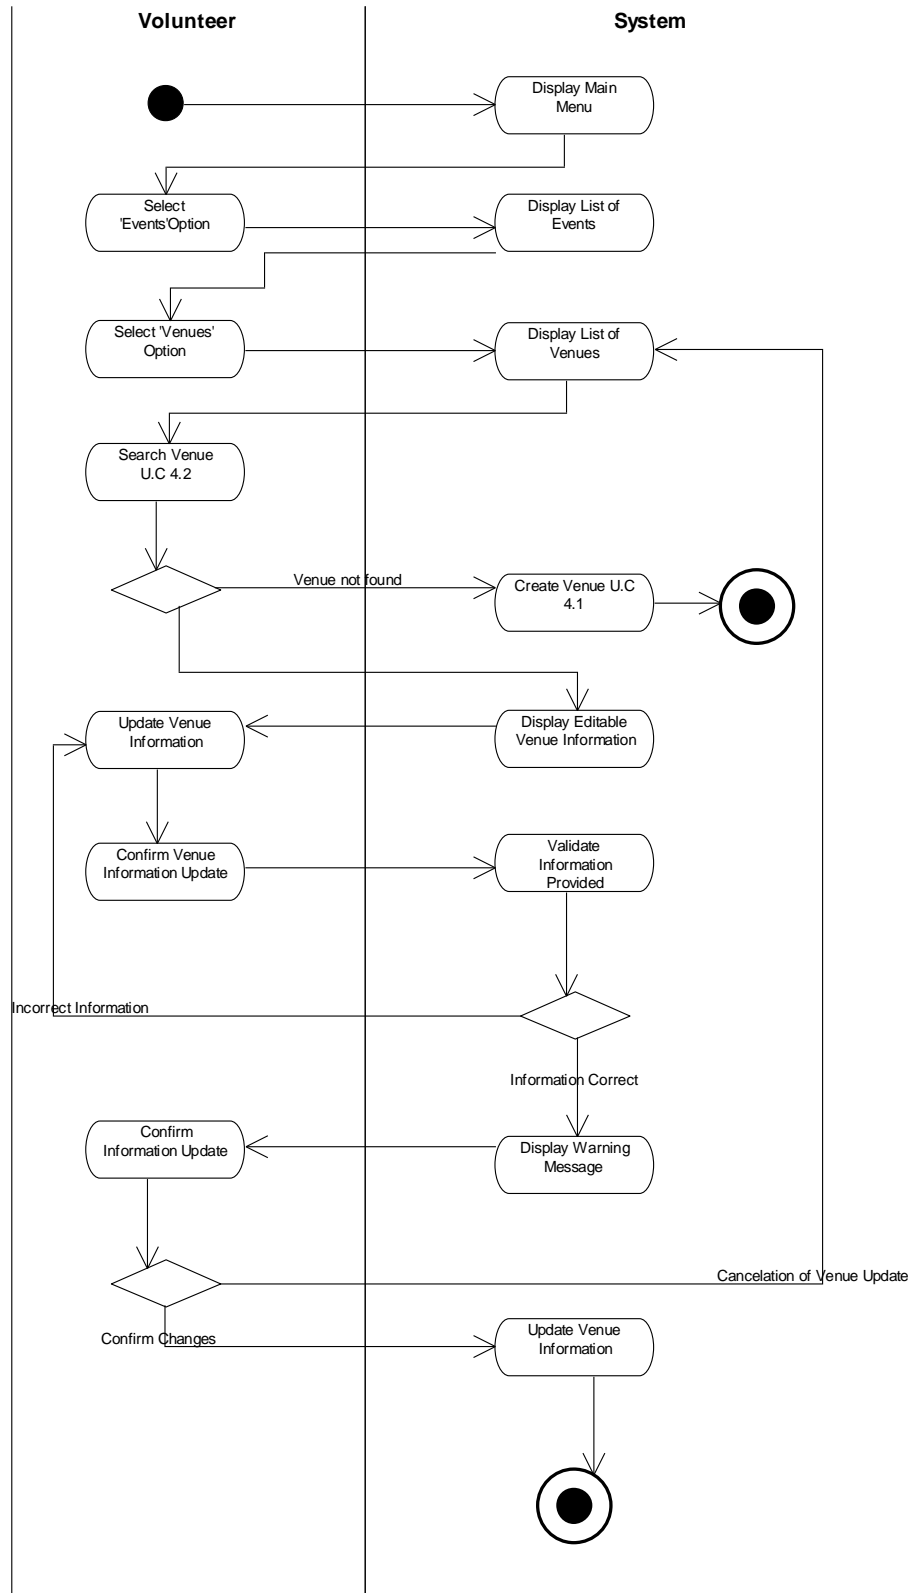 Volunteer
System
Display Main
Menu
Select
'Events'Option
Display List of
Events
Select 'Venues'
Option
Display List of
Venues
Search Venue
U.C 4.2
Venue not found
Create Venue U.C
4.1
Update Venue
Information
Display Editable
Venue Information
Confirm Venue
Information Update
Validate
Information
Provided
Incorrect Information
Information Correct
Confirm
Information Update
Display Warning
Message
Cancelation of Venue Update
Confirm Changes
Update Venue
Information